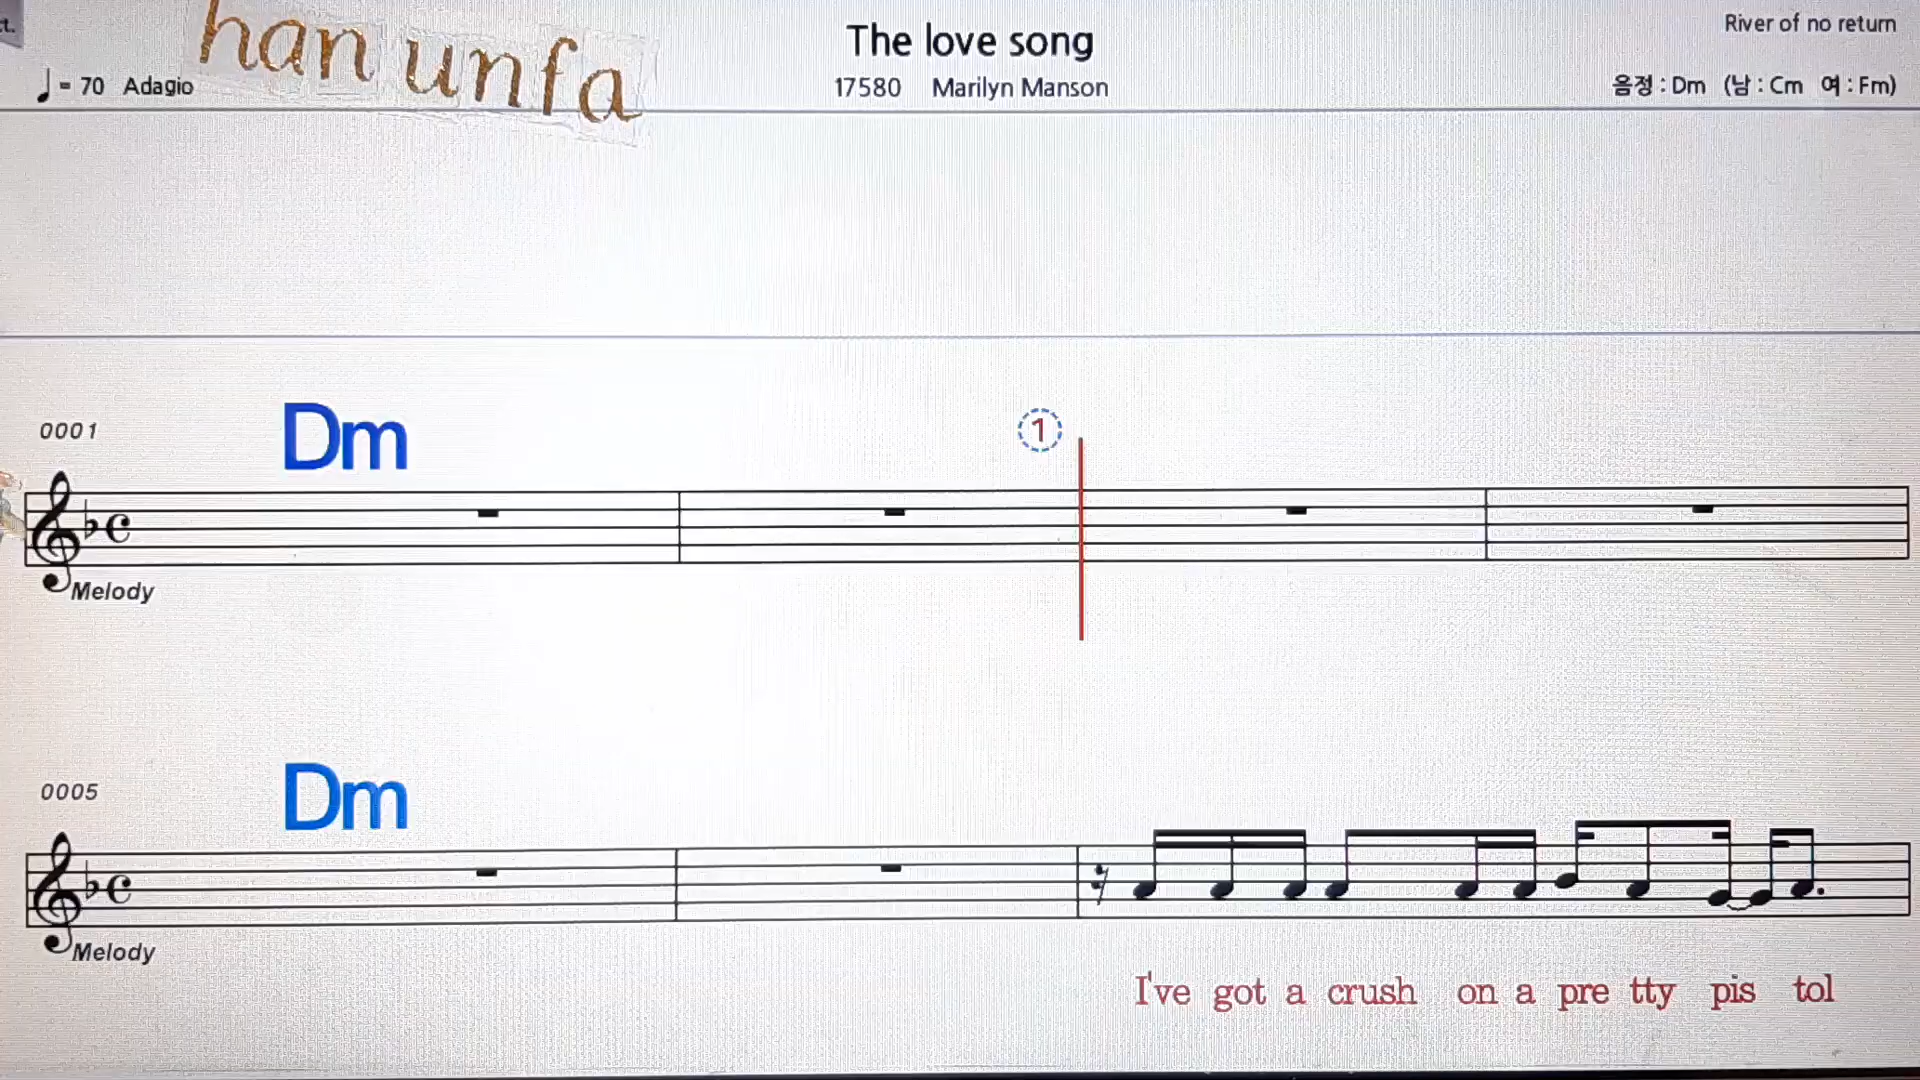 ct.
han unfa
The love song
River of no return
♩ = 70 Adagio
17580 Marilyn Manson
음정 : Dm (남 : Cm 여 : Fm)
0001
Dm
1
Melody
0005
Dm
Melody
I've got a crush on a pre tty pis tol